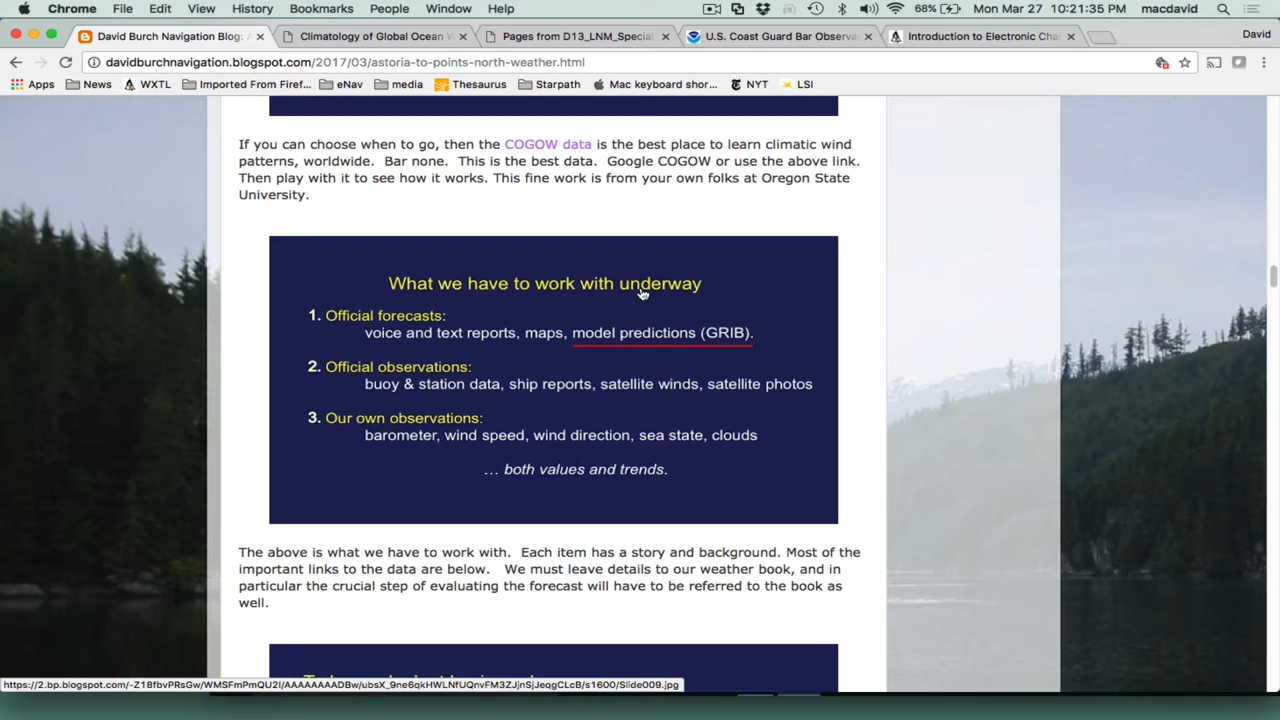 Chrome File Edit View History Bookmarks People Window Help 68% Mon Mar 27 10:21:35 PM macdavid
David Burch Navigation Blog: A × Climatology of Global Ocean W × Pages from D13_LNM_Special × U.S. Coast Guard Bar Observa × Introduction to Electronic Cha × David
davidburchnavigation.blogspot.com/2017/03/astoria-to-points-north-weather.html
Apps News WXTL Imported From Firef... eNav media Thesaurus Starpath Mac keyboard shor... NYT LSI
If you can choose when to go, then the COGOW data is the best place to learn climatic wind
patterns, worldwide. Bar none. This is the best data. Google COGOW or use the above link.
Then play with it to see how it works. This fine work is from your own folks at Oregon State
University.
What we have to work with underway
1. Official forecasts:
voice and text reports, maps, model predictions (GRIB).
2. Official observations:
buoy & station data, ship reports, satellite winds, satellite photos
3. Our own observations:
barometer, wind speed, wind direction, sea state, clouds
… both values and trends.
The above is what we have to work with. Each item has a story and background. Most of the
important links to the data are below. We must leave details to our weather book, and in
particular the crucial step of evaluating the forecast will have to be referred to the book as
well.